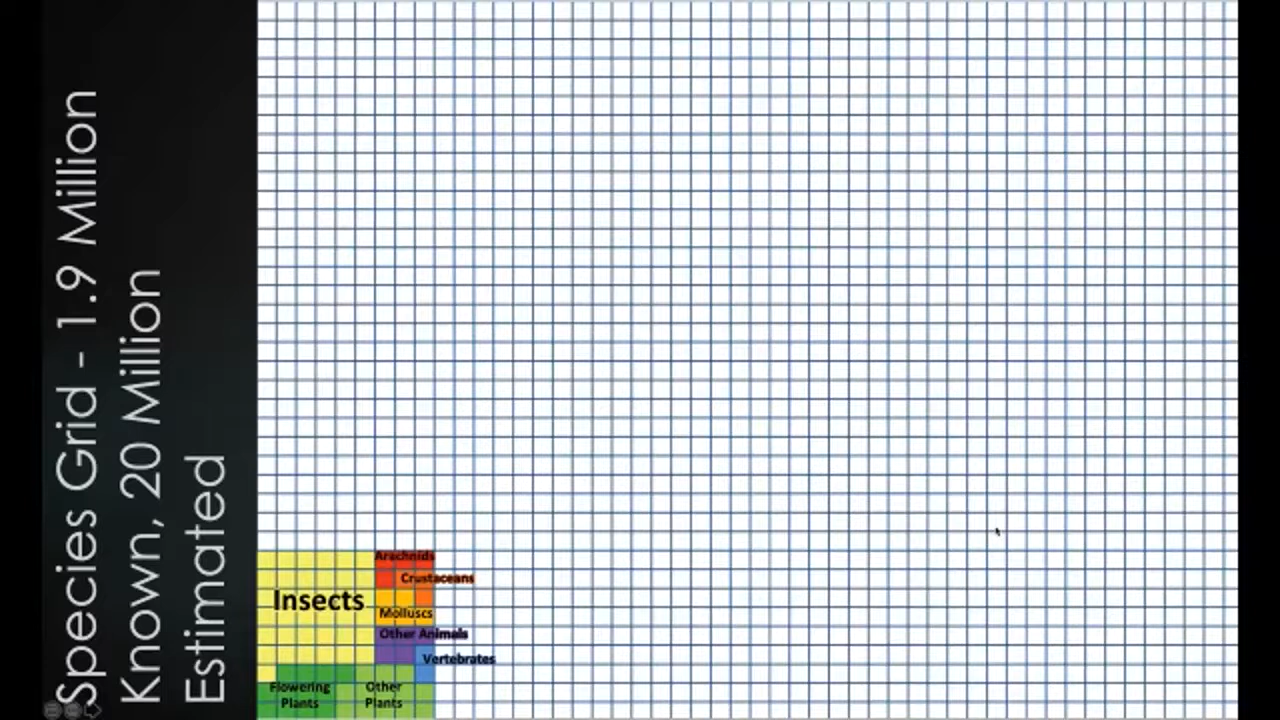 Species Grid - 1.9 Million
Known, 20 Million
Estimated
Arachnids
Crustaceans
Insects
Molluscs
Other Animals
Vertebrates
Flowering
Plants
Other
Plants